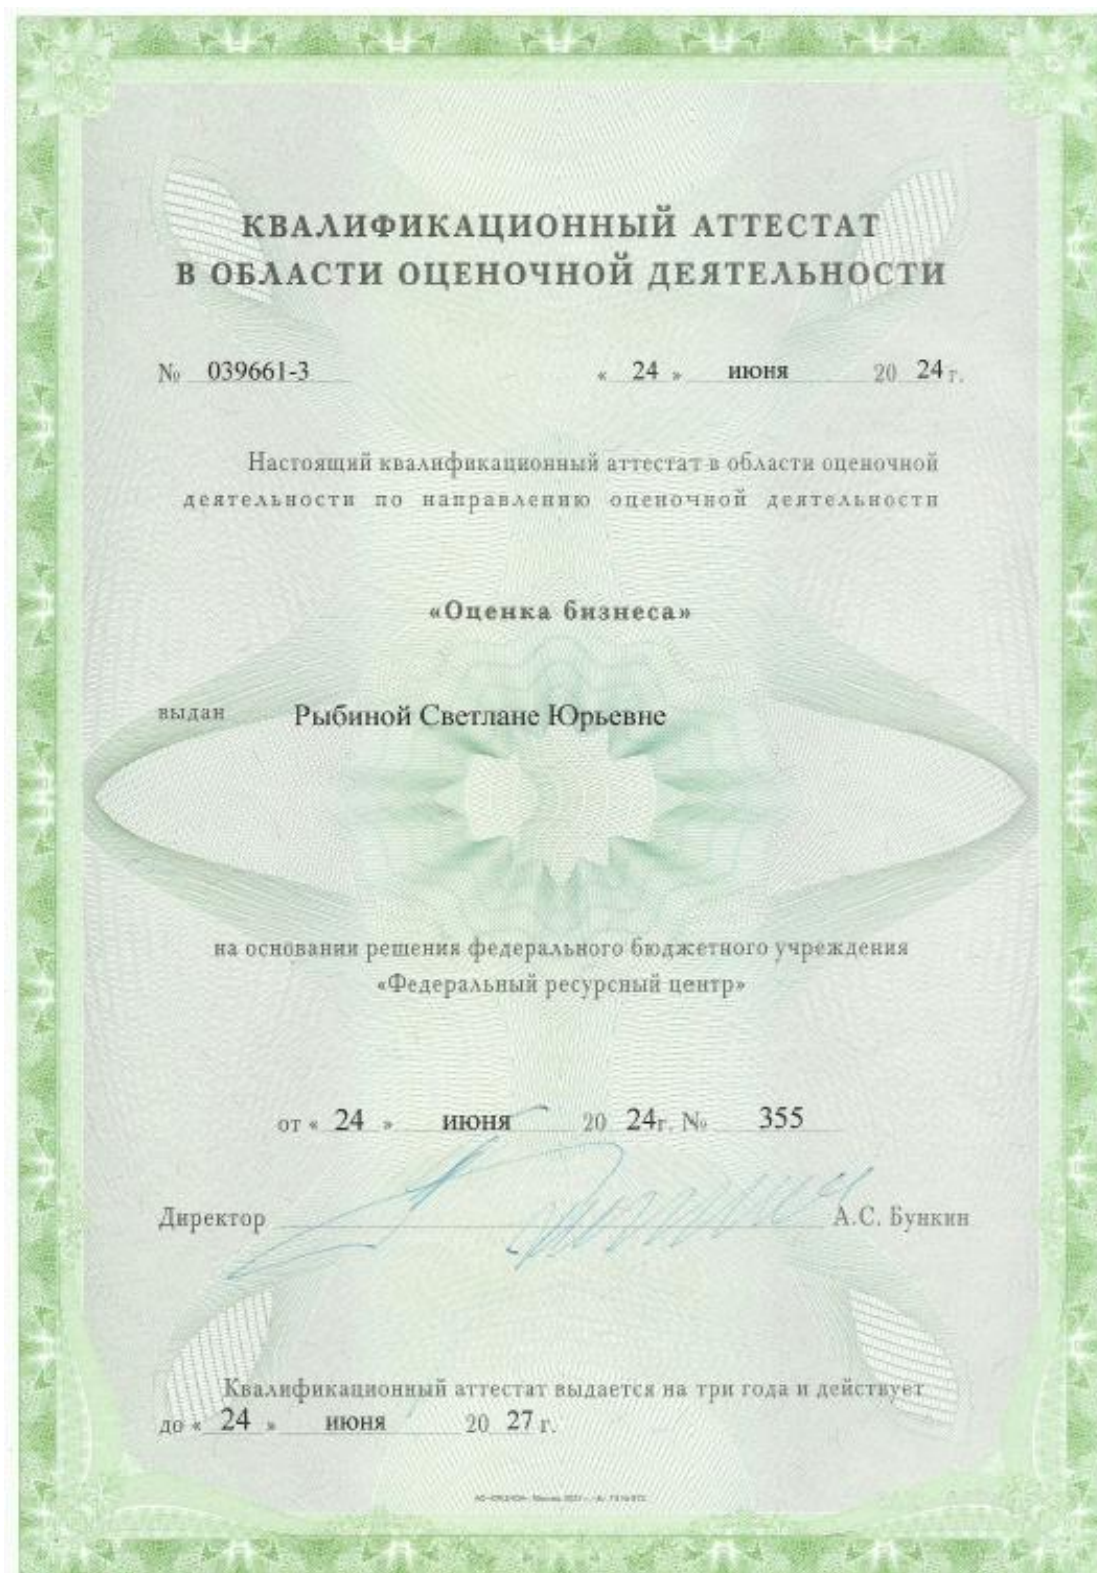 КВАЛИФИКАЦИОННЫЙ АТТЕСТАТ
В ОБЛАСТИ ОЦЕНОЧНОЙ ДЕЯТЕЛЬНОСТИ
№ 039661-3 « 24 » июня 20 24 г.
Настоящий квалификационный аттестат в области оценочной
деятельности по направлению оценочной деятельности
«Оценка бизнеса»
выдан Рыбиной Светлане Юрьевне
на основании решения федерального бюджетного учреждения
«Федеральный ресурсный центр»
от « 24 » июня 20 24г. № 355
Директор А.С. Бункин
Квалификационный аттестат выдается на три года и действует
до « 24 » июня 20 27 г.